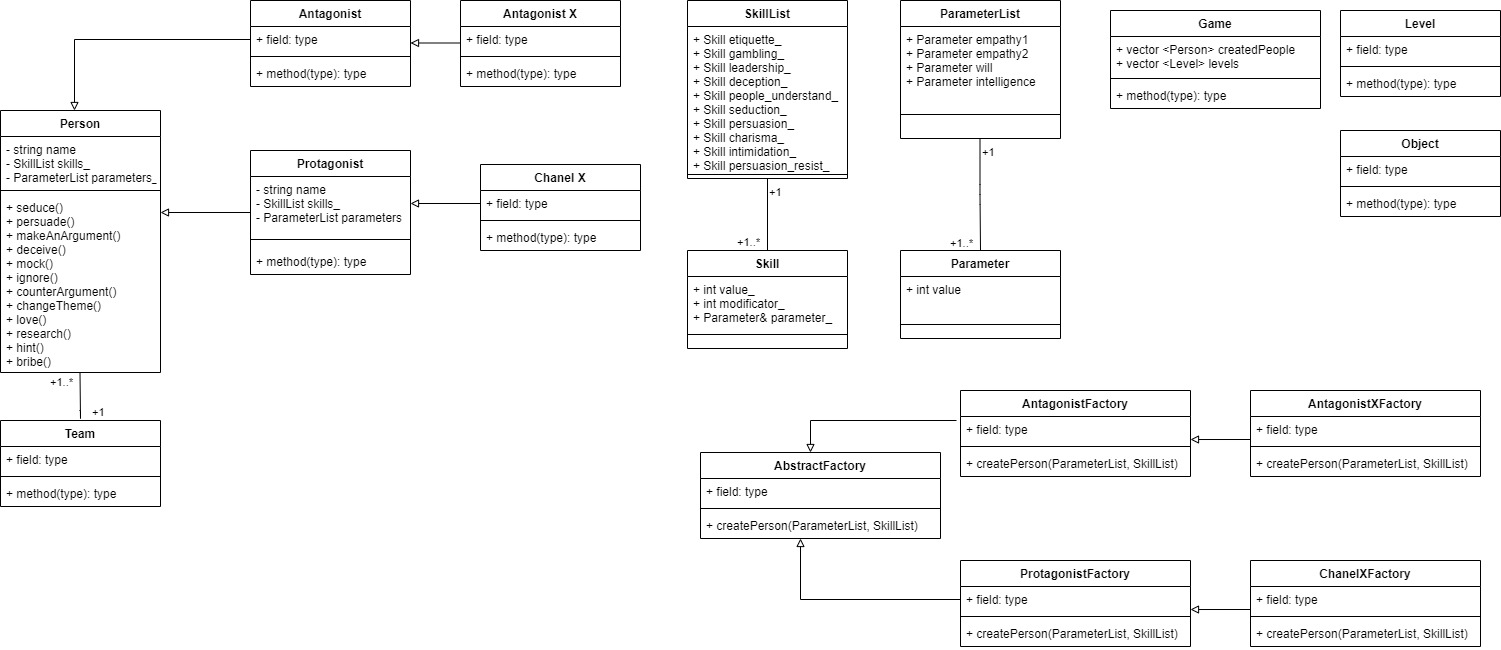 Antagonist
+ field: type
+ method(type): type
Antagonist X
+ field: type
+ method(type): type
SkillList
+ Skill etiquette_
+ Skill gambling_
+ Skill leadership_
+ Skill deception_
+ Skill people_understand_
+ Skill seduction_
+ Skill persuasion_
+ Skill charisma_
+ Skill intimidation_
+ Skill persuasion_resist_
+1
+1..*
ParameterList
+ Parameter empathy1
+ Parameter empathy2
+ Parameter will
+ Parameter intelligence
+1
+1..*
Game
+ vector <Person> createdPeople
+ vector <Level> levels
+ method(type): type
Level
+ field: type
+ method(type): type
Object
+ field: type
+ method(type): type
Person
- string name
- SkillList skills_
- ParameterList parameters_
+ seduce()
+ persuade()
+ makeAnArgument()
+ deceive()
+ mock()
+ ignore()
+ counterArgument()
+ changeTheme()
+ love()
+ research()
+ hint()
+ bribe()
+1..*
+1
Protagonist
- string name
- SkillList skills_
- ParameterList parameters
+ method(type): type
Chanel X
+ field: type
+ method(type): type
Skill
+ int value_
+ int modificator_
+ Parameter& parameter_
Parameter
+ int value
Team
+ field: type
+ method(type): type
AbstractFactory
+ field: type
+ createPerson(ParameterList, SkillList)
AntagonistFactory
+ field: type
+ createPerson(ParameterList, SkillList)
AntagonistXFactory
+ field: type
+ createPerson(ParameterList, SkillList)
ProtagonistFactory
+ field: type
+ createPerson(ParameterList, SkillList)
ChanelXFactory
+ field: type
+ createPerson(ParameterList, SkillList)